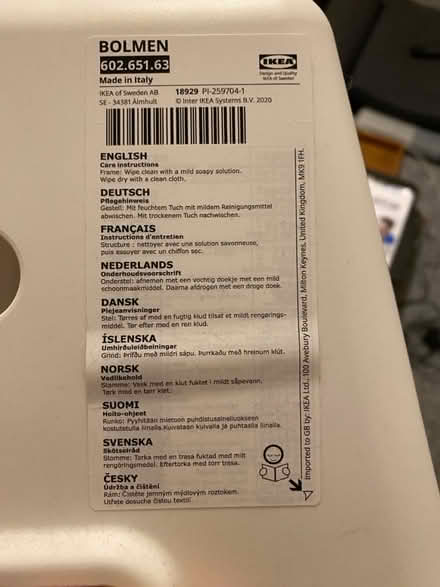 BOLMEN
602.651.63
Made in Italy
IKEA
Design and Quality
IKEA of Sweden
IKEA of Sweden AB 18929 PI-259704-1
SE - 34381 Älmhult © Inter IKEA Systems B.V. 2020
ENGLISH
Care instructions
Frame: Wipe clean with a mild soapy solution.
Wipe dry with a clean cloth.
DEUTSCH
Pflegehinweis
Gestell: Mit feuchtem Tuch mit mildem Reinigungsmittel
abwischen. Mit trockenem Tuch nachwischen.
FRANÇAIS
Instructions d'entretien
Structure : nettoyer avec une solution savonneuse,
puis essuyer avec un chiffon sec.
NEDERLANDS
Onderhoudsvoorschrift
Onderstel: afnemen met een vochtig doekje met een mild
schoonmaakmiddel. Daarna afdrogen met een droge doek.
DANSK
Plejeanvisninger
Stel: Tørres af med en fugtig klud tilsat et mildt rengørings-
middel. Tør efter med en ren klud.
ÍSLENSKA
Umhirðuleiðbeiningar
Grind: Þrífðu með mildri sápu. Þurrkaðu með hreinum klút.
NORSK
Vedlikehold
Stamme: Vask med en klut fuktet i mildt såpevann.
Tørk med en tørr klut.
SUOMI
Hoito-ohjeet
Runko: Pyyhitään mietoon puhdistusaineliuokseen
kostutetulla liinalla.Kuivataan kuivalla ja puhtaalla liinalla.
SVENSKA
Skötselråd
Stomme: Torka med en trasa fuktad med milt
rengöringsmedel. Eftertorka med torr trasa.
ČESKY
Údržba a čištění
Rám: Čistěte jemným mýdlovým roztokem.
Utřete dosucha čistou textilí.
Imported to GB by: IKEA Ltd., 100 Avebury Boulevard, Milton Keynes, United Kingdom, MK9 1FH.